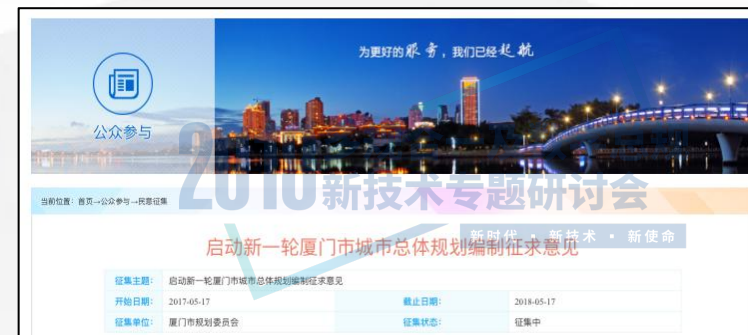 为更好的服务，我们已经起航
公众参与
2018新技术专题研讨会
当前位置：首页→公众参与→民意征集
新时代 · 新技术 · 新使命
启动新一轮厦门市城市总体规划编制征求意见
征集主题： 启动新一轮厦门市城市总体规划编制征求意见
开始日期： 2017-05-17 截止日期： 2018-05-17
征集单位： 厦门市规划委员会 征集状态： 征集中